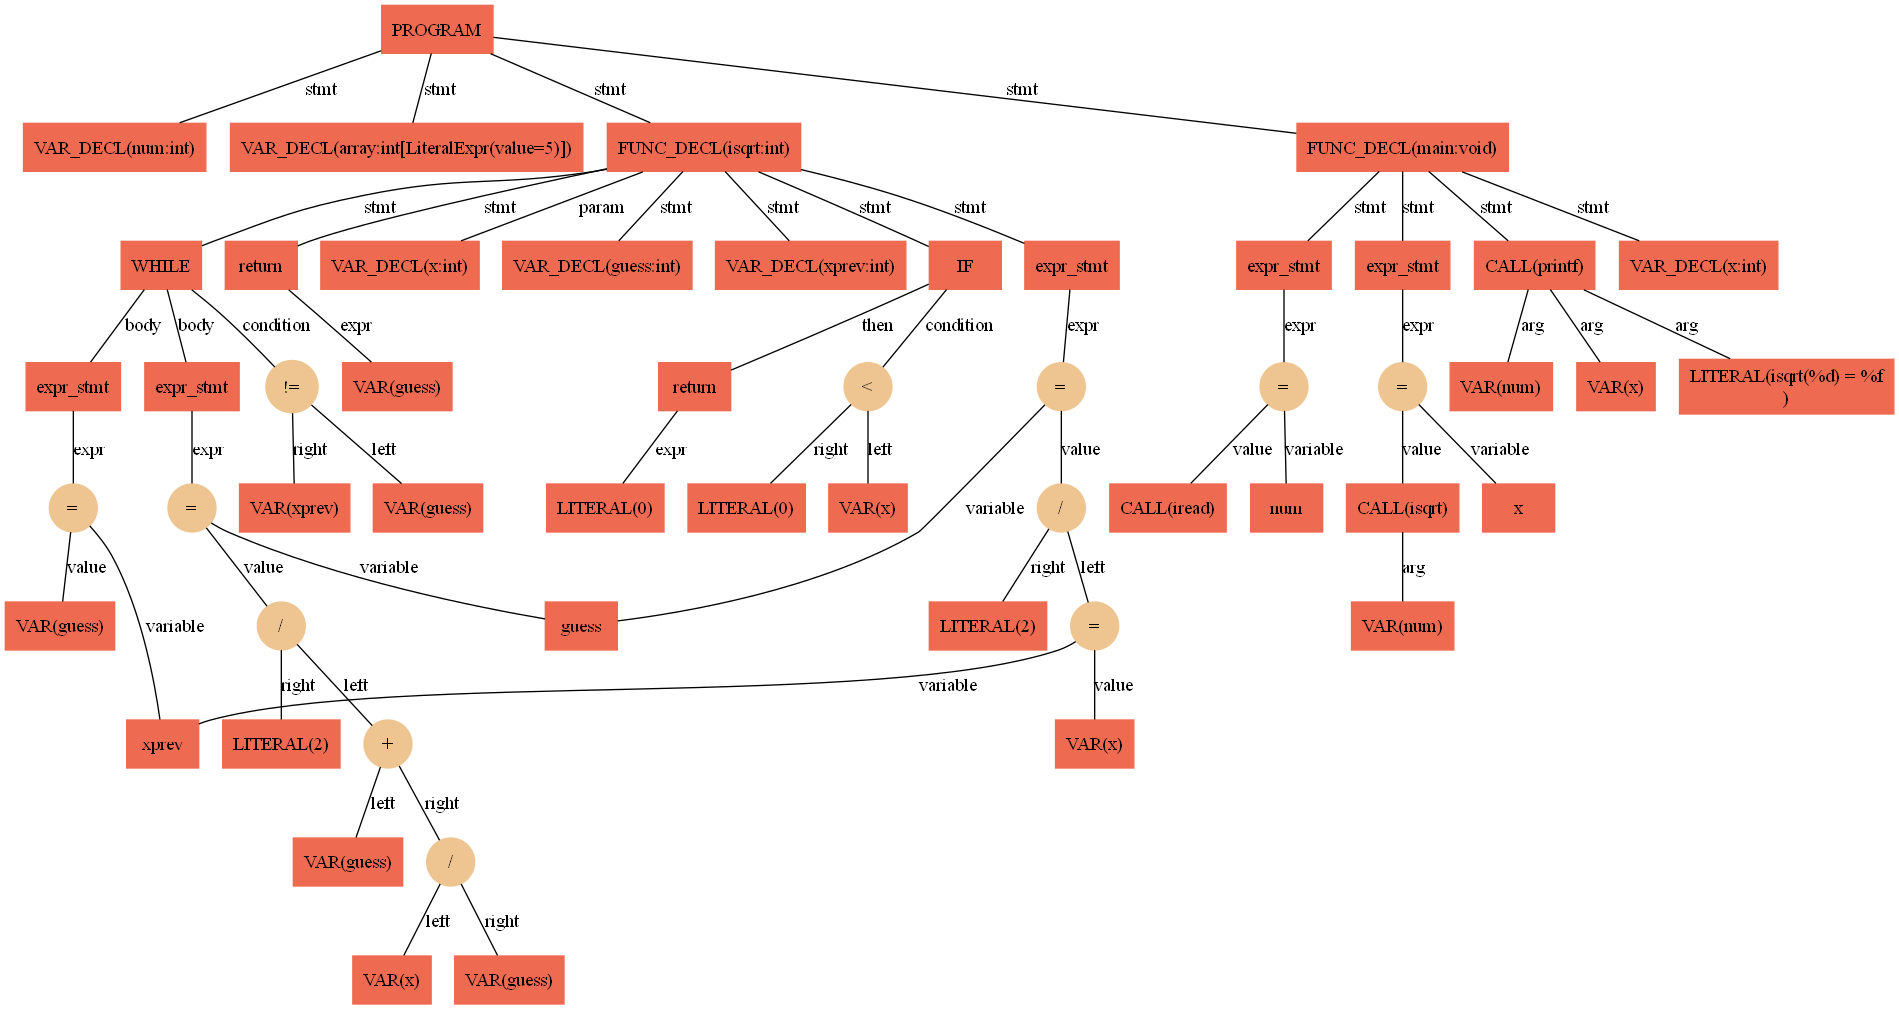 PROGRAM
stmt stmt stmt stmt
VAR_DECL(num:int) VAR_DECL(array:int[LiteralExpr(value=5)]) FUNC_DECL(isqrt:int) FUNC_DECL(main:void)
stmt stmt param stmt stmt stmt stmt stmt stmt stmt stmt
WHILE return VAR_DECL(x:int) VAR_DECL(guess:int) VAR_DECL(xprev:int) IF expr_stmt expr_stmt expr_stmt CALL(printf) VAR_DECL(x:int)
body body condition expr then condition expr expr expr arg arg arg
expr_stmt expr_stmt != VAR(guess) return < = = = VAR(num) VAR(x) LITERAL(isqrt(%d) = %f
)
expr expr right left expr right left value value variable value variable
= = VAR(xprev) VAR(guess) LITERAL(0) LITERAL(0) VAR(x) variable / CALL(iread) num CALL(isqrt) x
value value variable right left arg
VAR(guess) variable / guess LITERAL(2) = VAR(num)
right left variable value
xprev LITERAL(2) + VAR(x)
left right
VAR(guess) /
left right
VAR(x) VAR(guess)